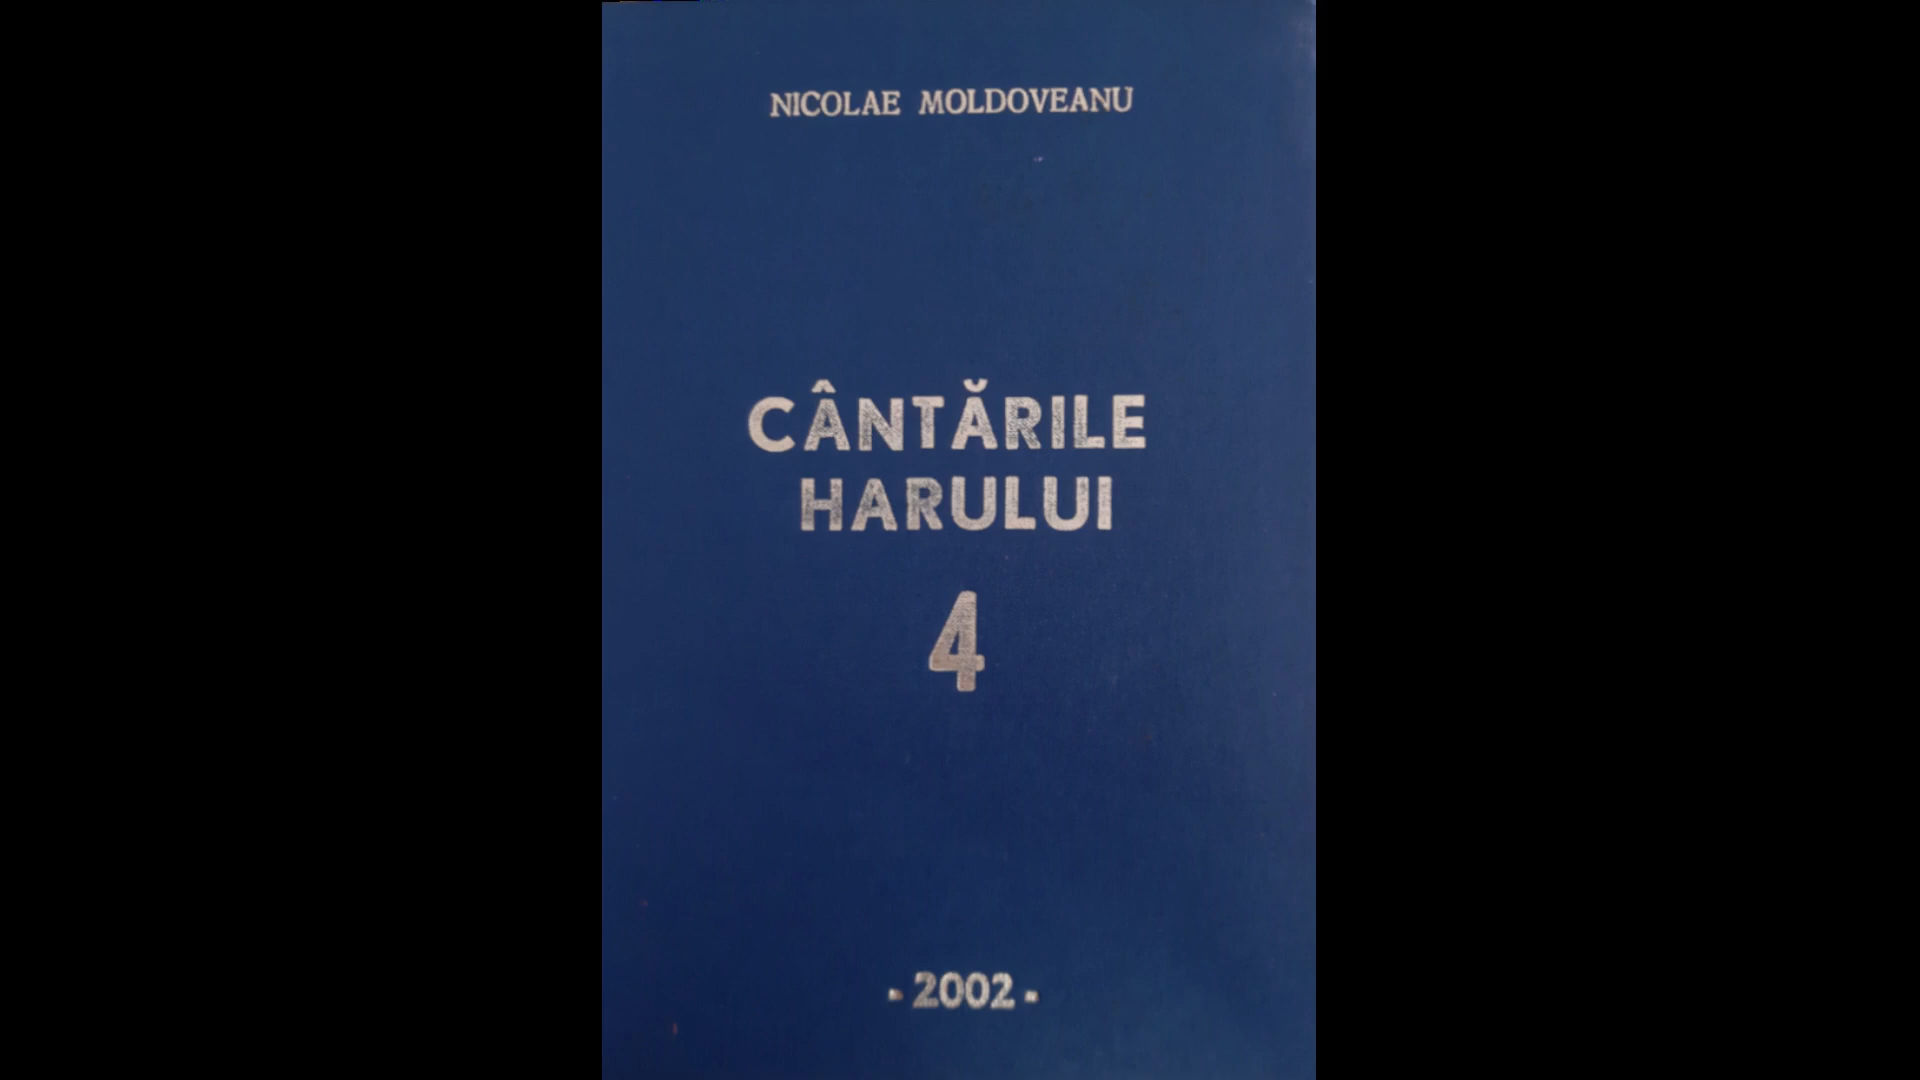 NICOLAE MOLDOVEANU
CÂNTĂRILE
HARULUI
4
- 2002 -